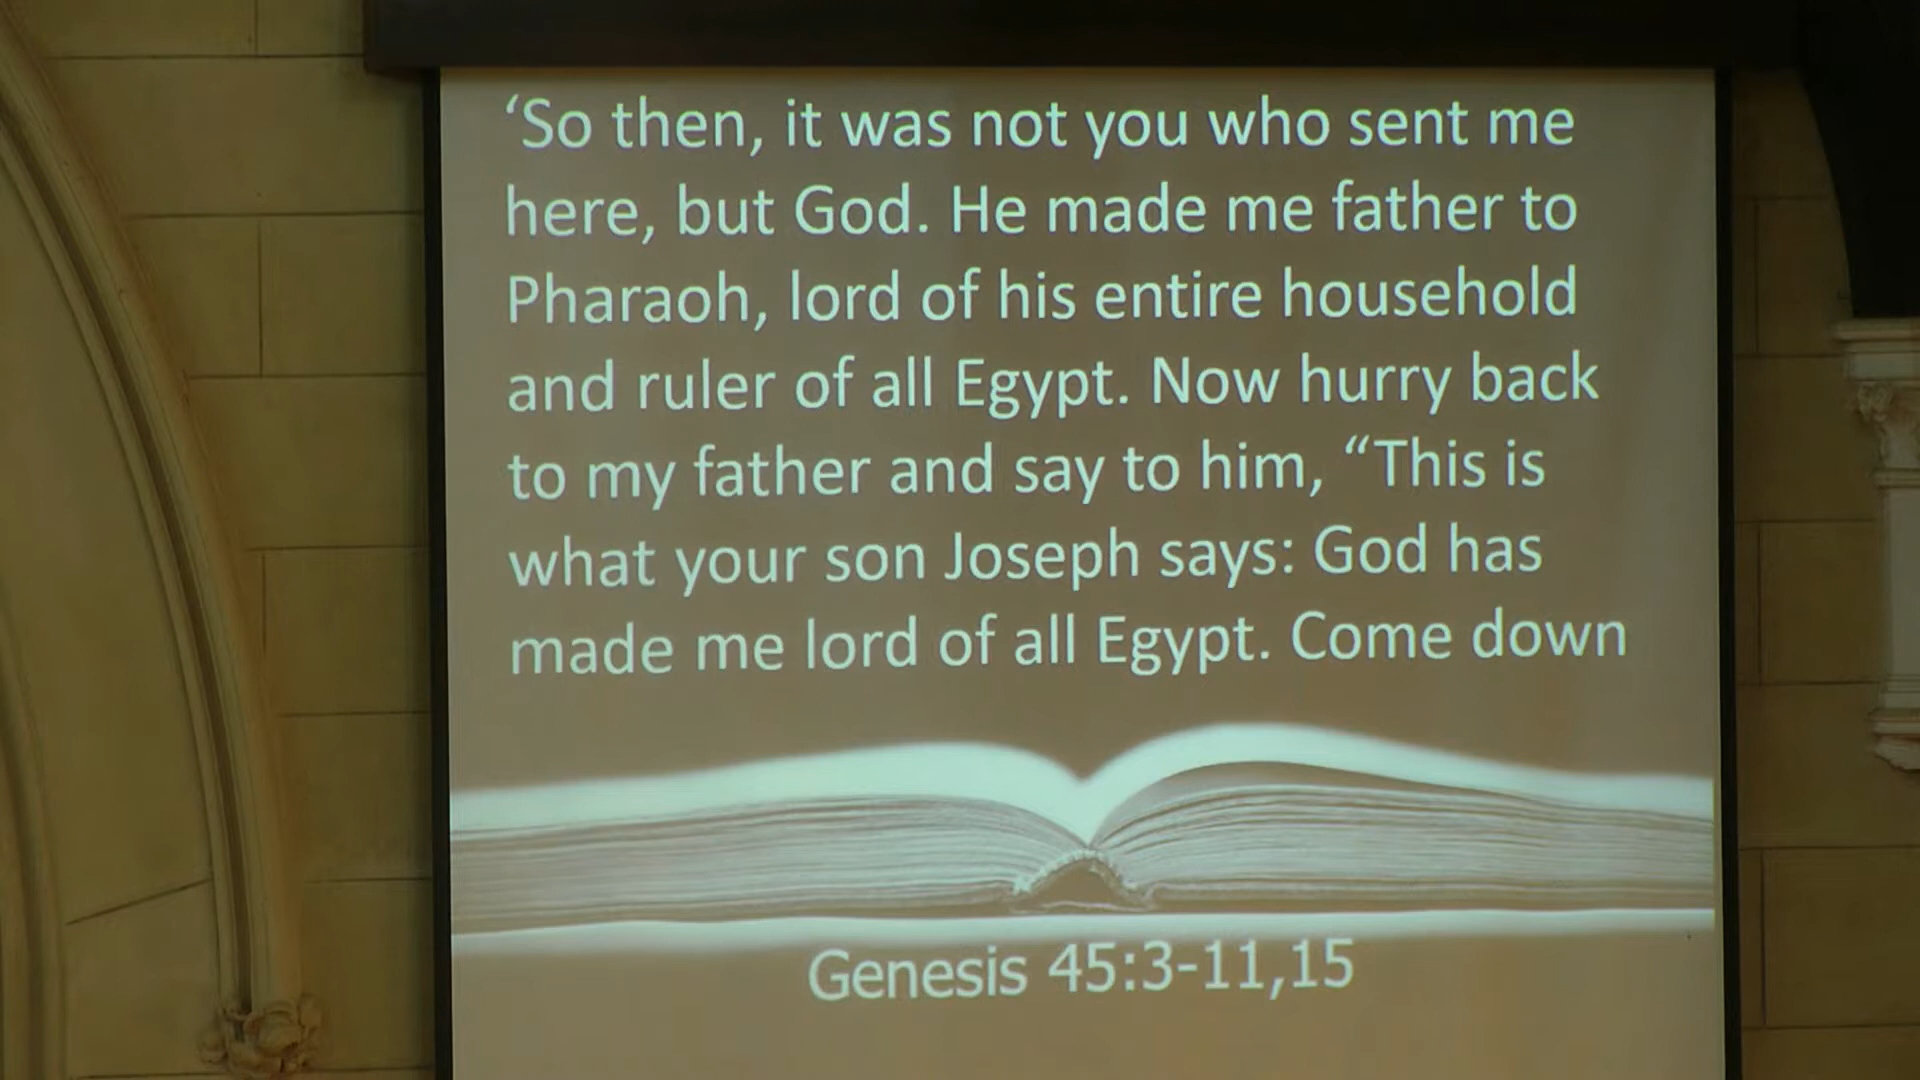 ‘So then, it was not you who sent me
here, but God. He made me father to
Pharaoh, lord of his entire household
and ruler of all Egypt. Now hurry back
to my father and say to him, “This is
what your son Joseph says: God has
made me lord of all Egypt. Come down
Genesis 45:3-11,15